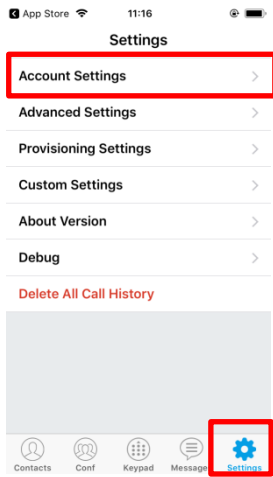 App Store 11:16
Settings
Account Settings
Advanced Settings
Provisioning Settings
Custom Settings
About Version
Debug
Delete All Call History
Contacts Conf Keypad Message Settings